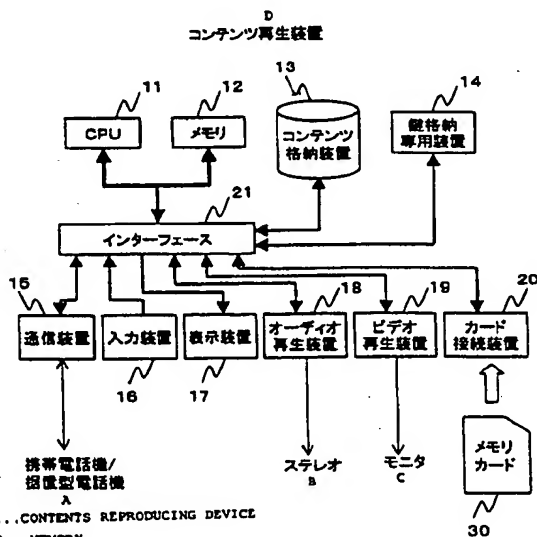 D
コンテンツ再生装置
13
11
12
14
CPU
メモリ
コンテンツ
格納装置
鍵格納
専用装置
21
インターフェース
15
18
19
20
通信装置
入力装置
表示装置
オーディオ
再生装置
ビデオ
再生装置
カード
接続装置
16
17
携帯電話機/
据置型電話機
A
ステレオ
B
モニタ
C
メモリ
カード
30
...CONTENTS REPRODUCING DEVICE